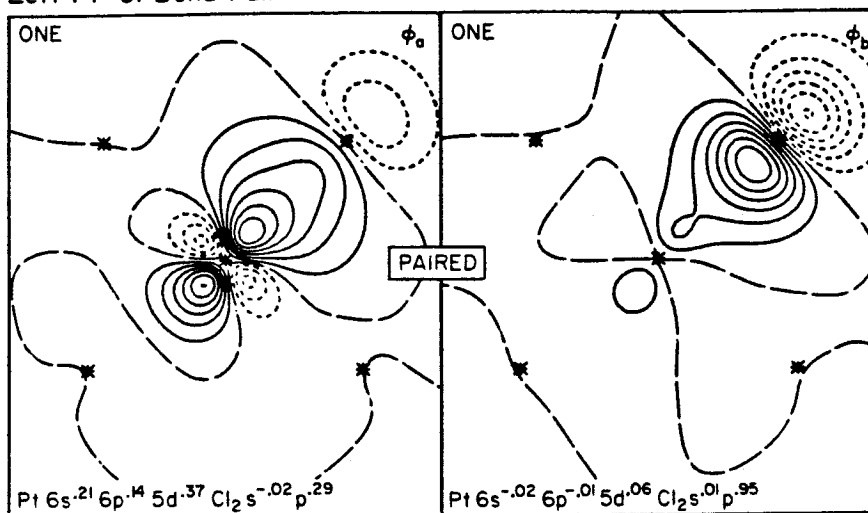 ONE ϕa
ONE ϕb
PAIRED
Pt 6s.21 6p.14 5d.37 Cl2 s-.02 p.29
Pt 6s-.02 6p-.01 5d.06 Cl2 s.01 p.95